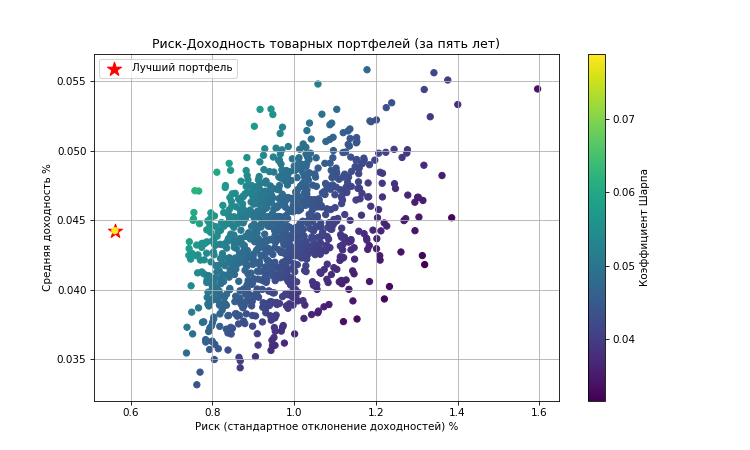 Риск-Доходность товарных портфелей (за пять лет)
Лучший портфель
Средняя доходность %
0.055
0.050
0.045
0.040
0.035
0.6 0.8 1.0 1.2 1.4 1.6
Риск (стандартное отклонение доходностей) %
0.07
0.06
0.05
0.04
Коэффициент Шарпа